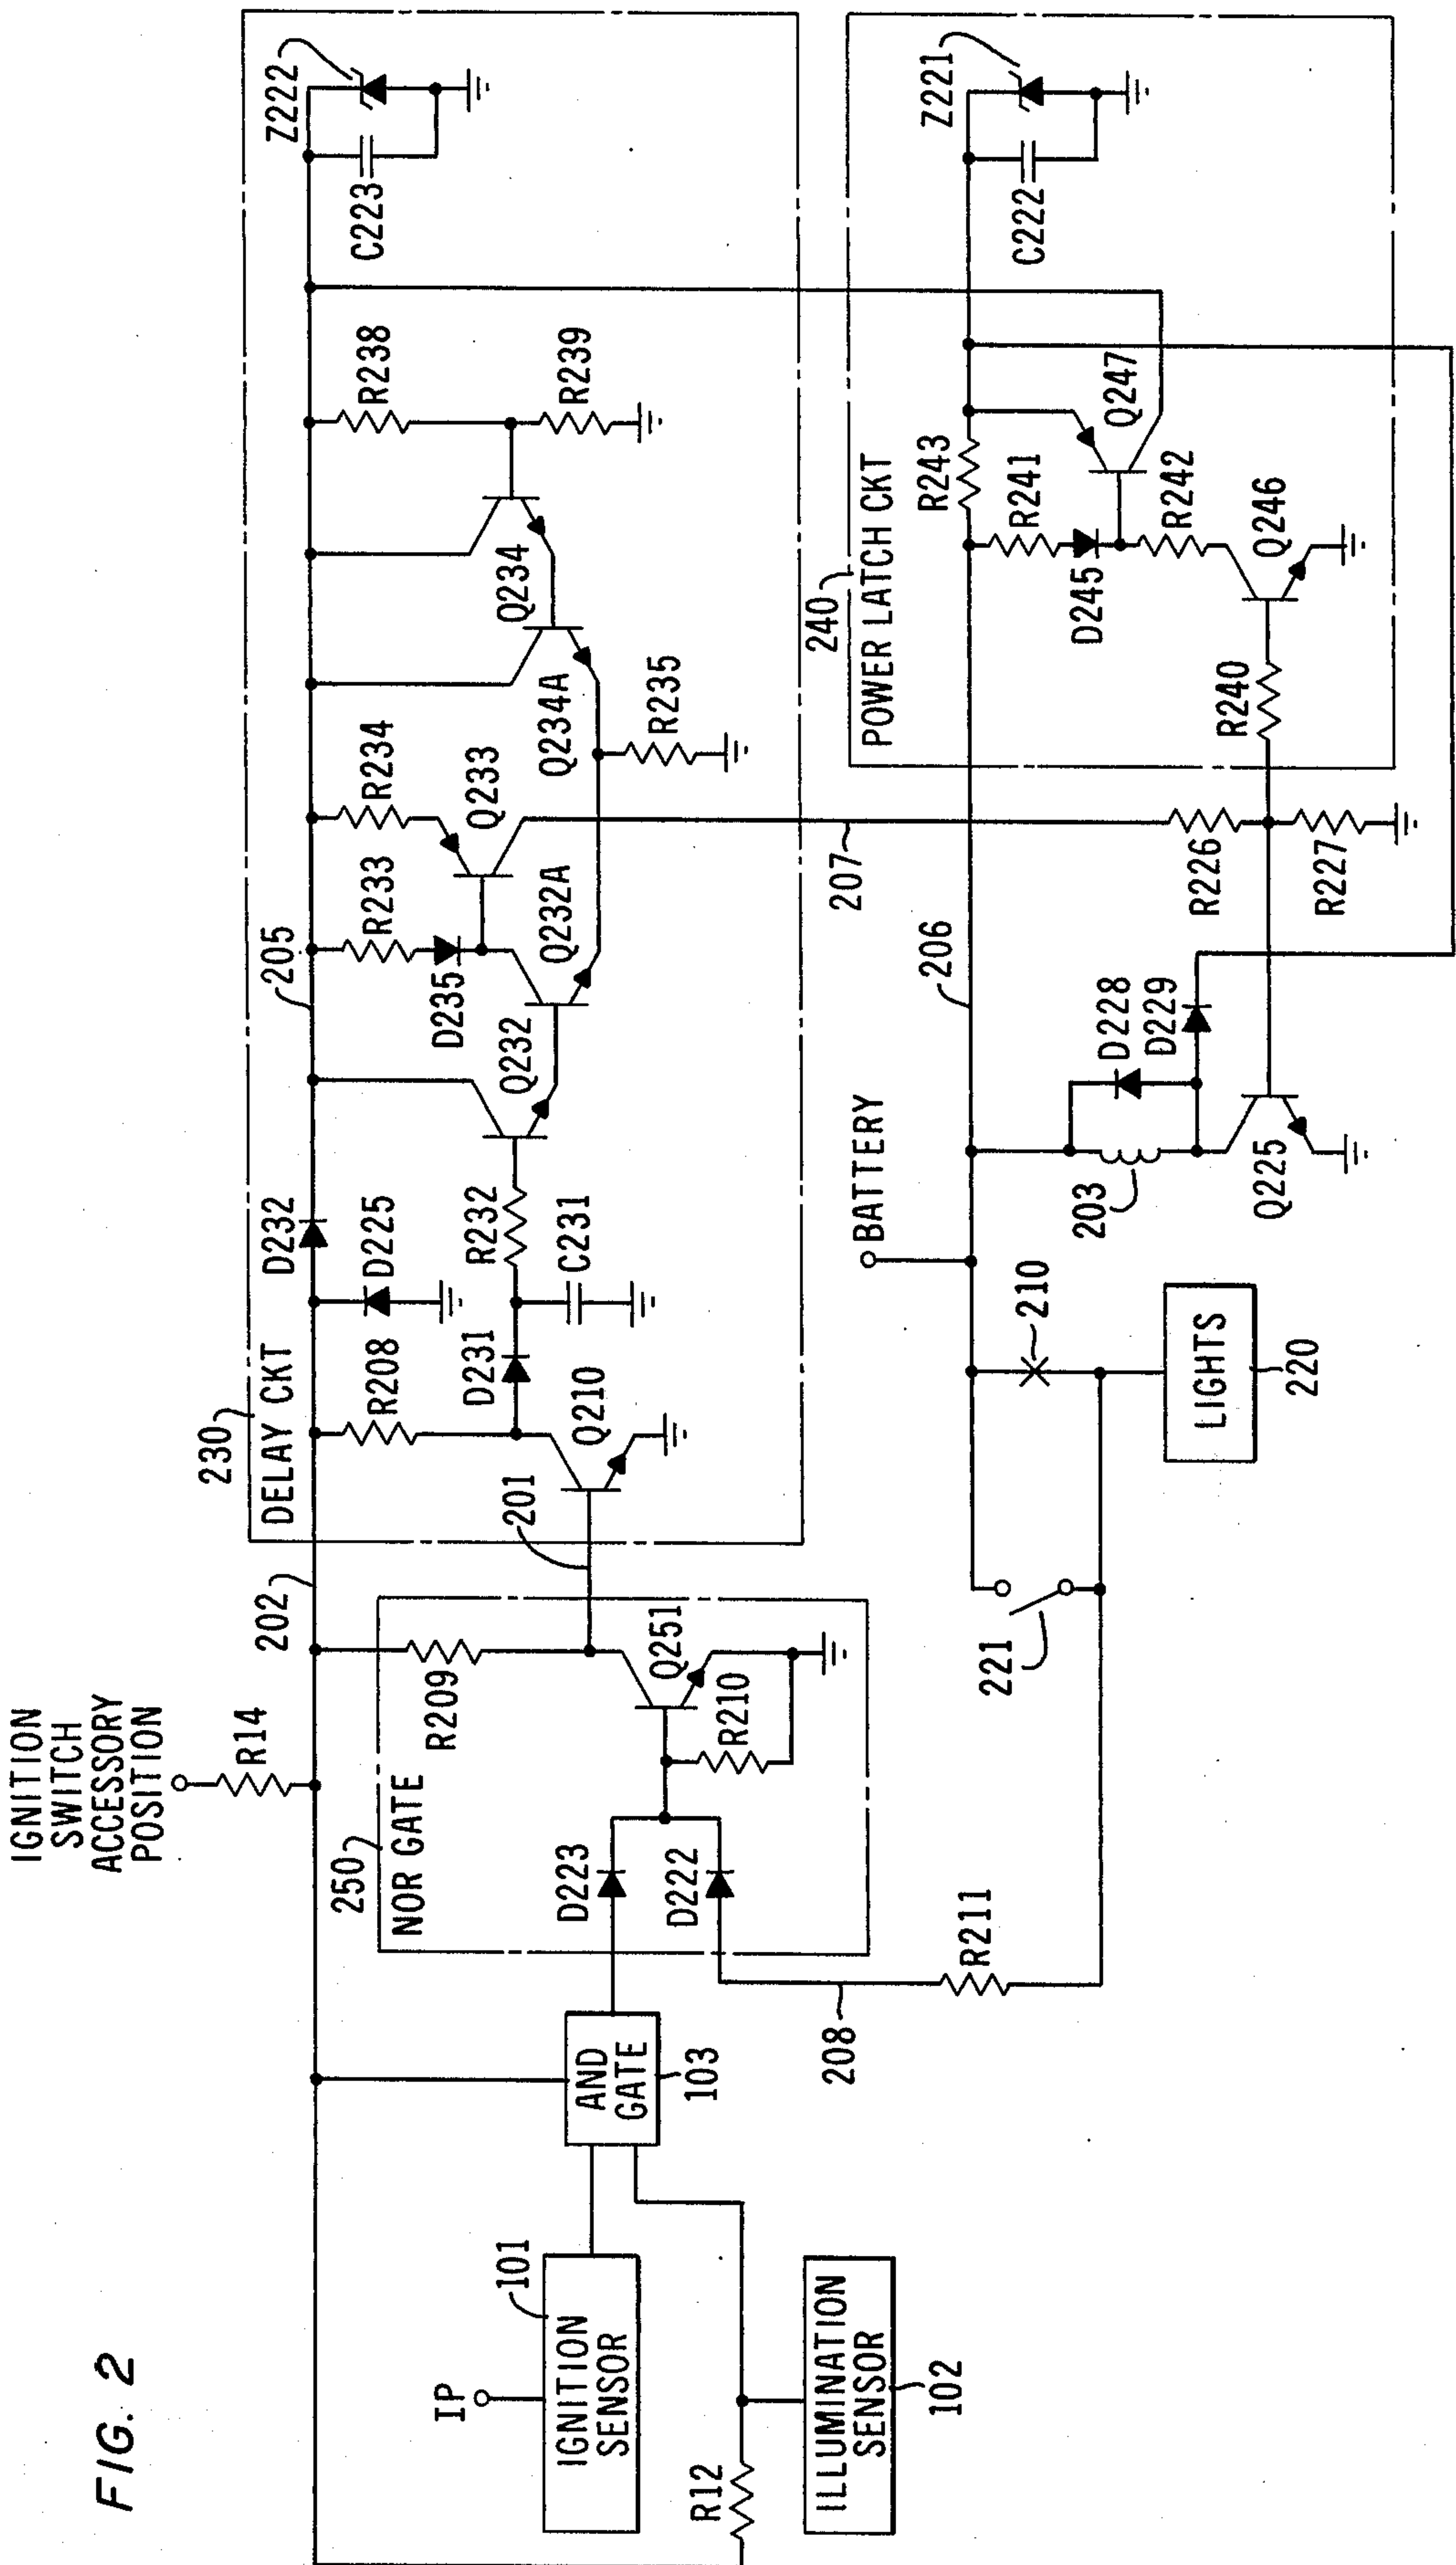 FIG. 2
IGNITION
SWITCH
ACCESSORY
POSITION
R14
202
205
230
DELAY CKT
D232
D225
R208
D231
R232
C231
Q210
201
Q232
D235
R233
R234
Q233
Q232A
Q234A
Q234
R235
R238
R239
C223
Z222
250
NOR GATE
R209
Q251
R210
D223
D222
AND
GATE
103
208
R211
IP
101
IGNITION
SENSOR
R12
ILLUMINATION
SENSOR
102
221
210
LIGHTS
220
BATTERY
206
203
D228
D229
Q225
207
R226
R227
240
POWER LATCH CKT
R243
R241
D245
R242
Q247
Q246
R240
C222
Z221